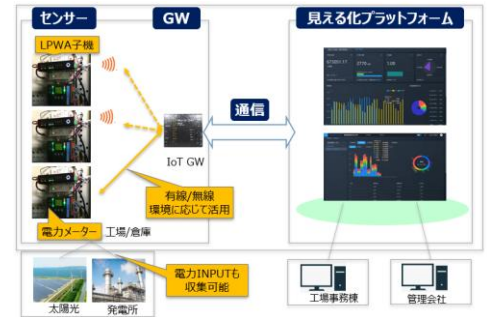 センサー
GW
見える化プラットフォーム
LPWA子機
通信
IoT GW
有線/無線
環境に応じて活用
電力メーター
工場/倉庫
電力INPUTも
収集可能
太陽光
発電所
工場事務棟
管理会社